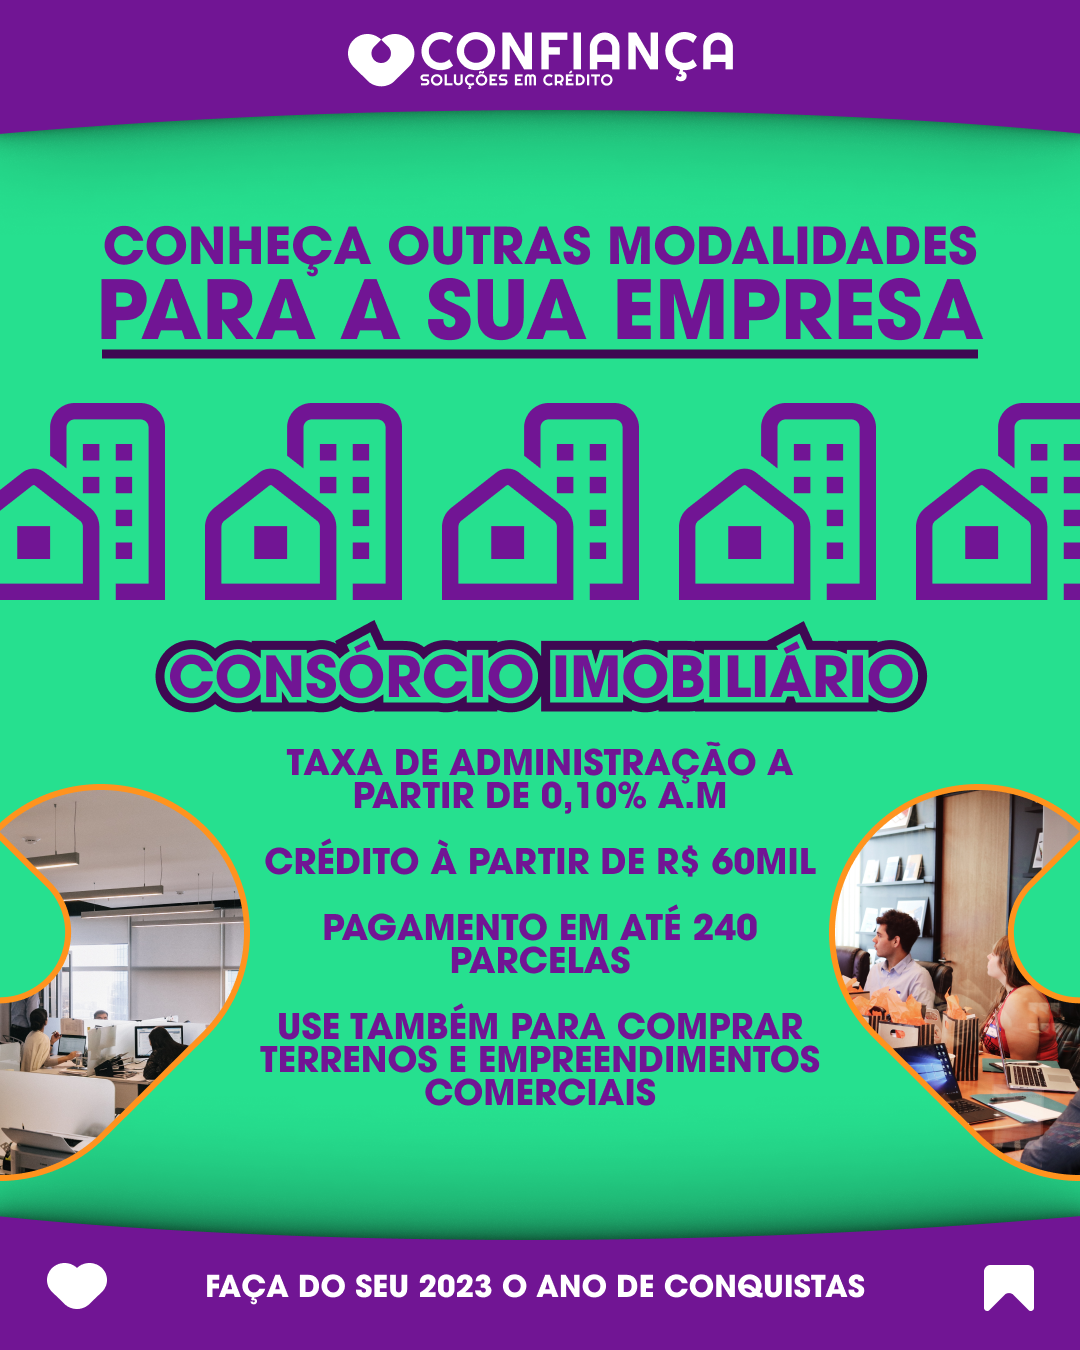 CONFIANÇA
SOLUÇÕES EM CRÉDITO
CONHEÇA OUTRAS MODALIDADES
PARA A SUA EMPRESA
CONSÓRCIO IMOBILIÁRIO
TAXA DE ADMINISTRAÇÃO A
PARTIR DE 0,10% A.M
CRÉDITO À PARTIR DE R$ 60MIL
PAGAMENTO EM ATÉ 240
PARCELAS
USE TAMBÉM PARA COMPRAR
TERRENOS E EMPREENDIMENTOS
COMERCIAIS
FAÇA DO SEU 2023 O ANO DE CONQUISTAS